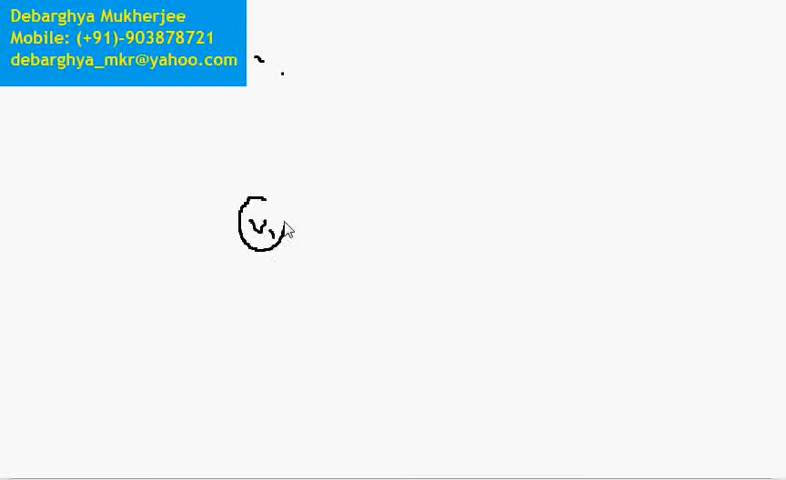 Debarghya Mukherjee
Mobile: (+91)-903878721
debarghya_mkr@yahoo.com
v,